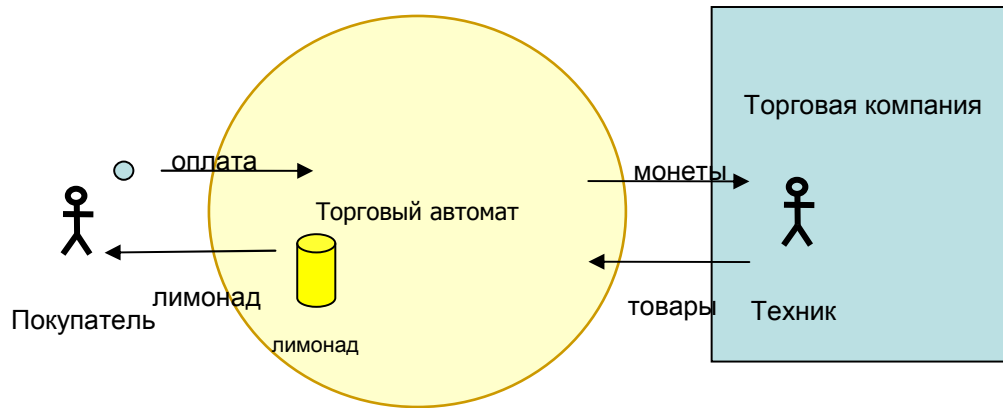 Торговая компания
оплата
монеты
Торговый автомат
лимонад
товары
Техник
Покупатель
лимонад